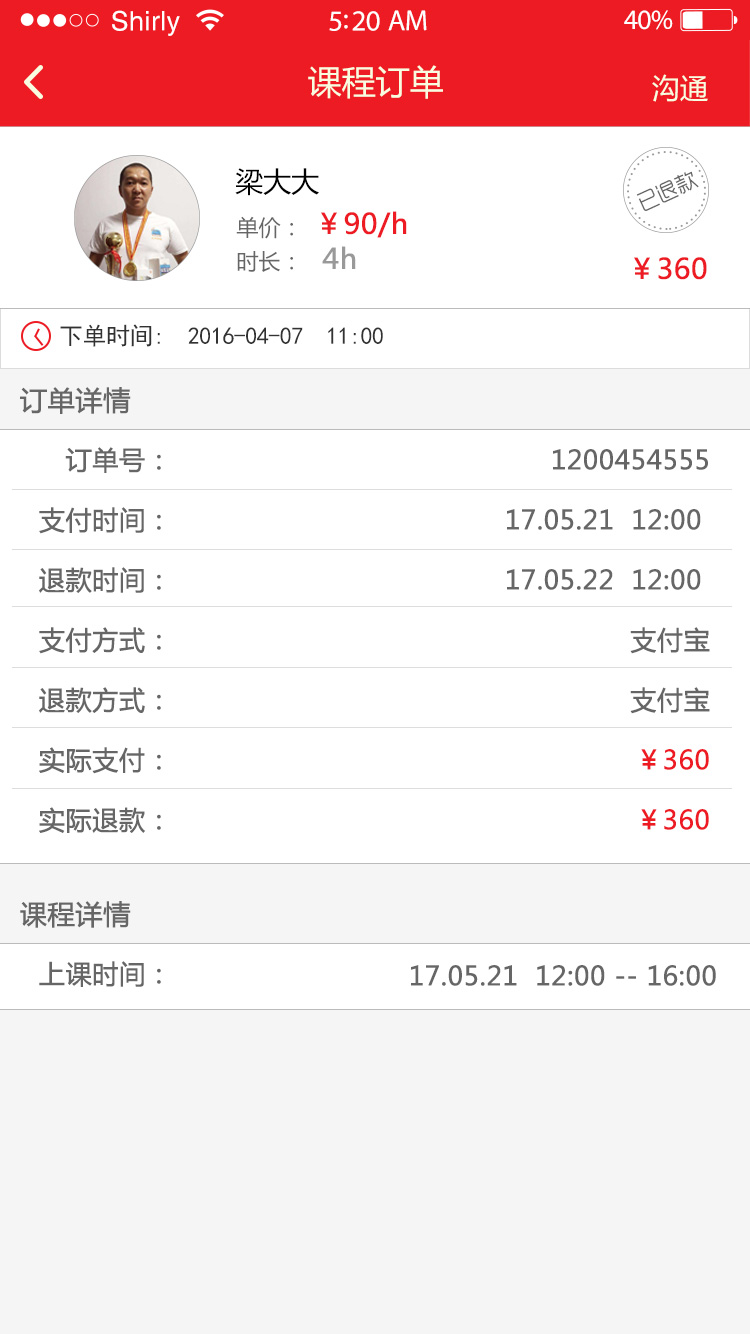 Shirly 5:20 AM 40%
课程订单 沟通
梁大大
已退款
单价： ¥ 90/h
时长： 4h
¥ 360
下单时间： 2016-04-07 11:00
订单详情
订单号： 1200454555
支付时间： 17.05.21 12:00
退款时间： 17.05.22 12:00
支付方式： 支付宝
退款方式： 支付宝
实际支付： ¥ 360
实际退款： ¥ 360
课程详情
上课时间： 17.05.21 12:00 -- 16:00